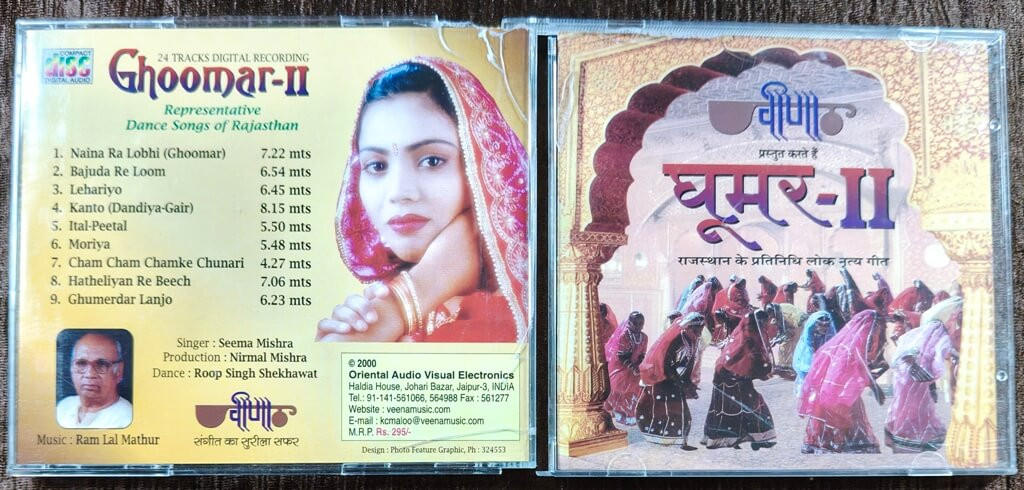 COMPACT
disc
DIGITAL AUDIO
24 TRACKS DIGITAL RECORDING
Ghoomar-II
Representative
Dance Songs of Rajasthan
1. Naina Ra Lobhi (Ghoomar) 7.22 mts
2. Bajuda Re Loom 6.54 mts
3. Lehariyo 6.45 mts
4. Kanto (Dandiya-Gair) 8.15 mts
5. Ital-Peetal 5.50 mts
6. Moriya 5.48 mts
7. Cham Cham Chamke Chunari 4.27 mts
8. Hatheliyan Re Beech 7.06 mts
9. Ghumerdar Lanjo 6.23 mts
Singer : Seema Mishra
Production : Nirmal Mishra
Dance : Roop Singh Shekhawat
Music : Ram Lal Mathur
वीणा
संगीत का सुरीला सफर
© 2000
Oriental Audio Visual Electronics
Haldia House, Johari Bazar, Jaipur-3, INDiA
Tel.: 91-141-561066, 564988 Fax : 561277
Website : veenamusic.com
E-mail : kcmaloo@veenamusic.com
M.R.P. Rs. 295/-
Design : Photo Feature Graphic, Ph : 324553
वीणा
प्रस्तुत करते हैं
घूमर-II
राजस्थान के प्रतिनिधि लोक नृत्य गीत